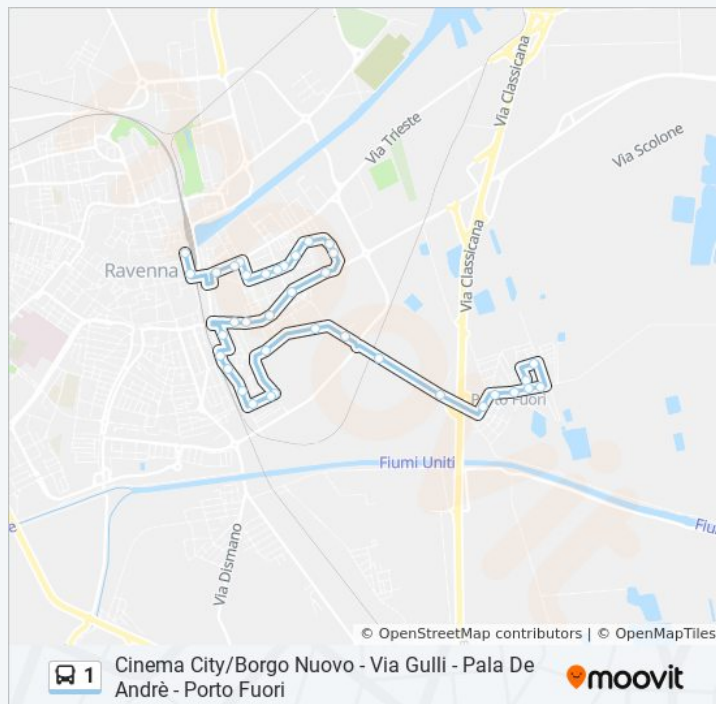 Via Classicana
Via Trieste
Via Scolone
Ravenna
Via Classicana
Porto Fuori
Fiumi Uniti
Via Dismano
© OpenStreetMap contributors | © OpenMapTiles
1
Cinema City/Borgo Nuovo - Via Gulli - Pala De
Andrè - Porto Fuori
moovit